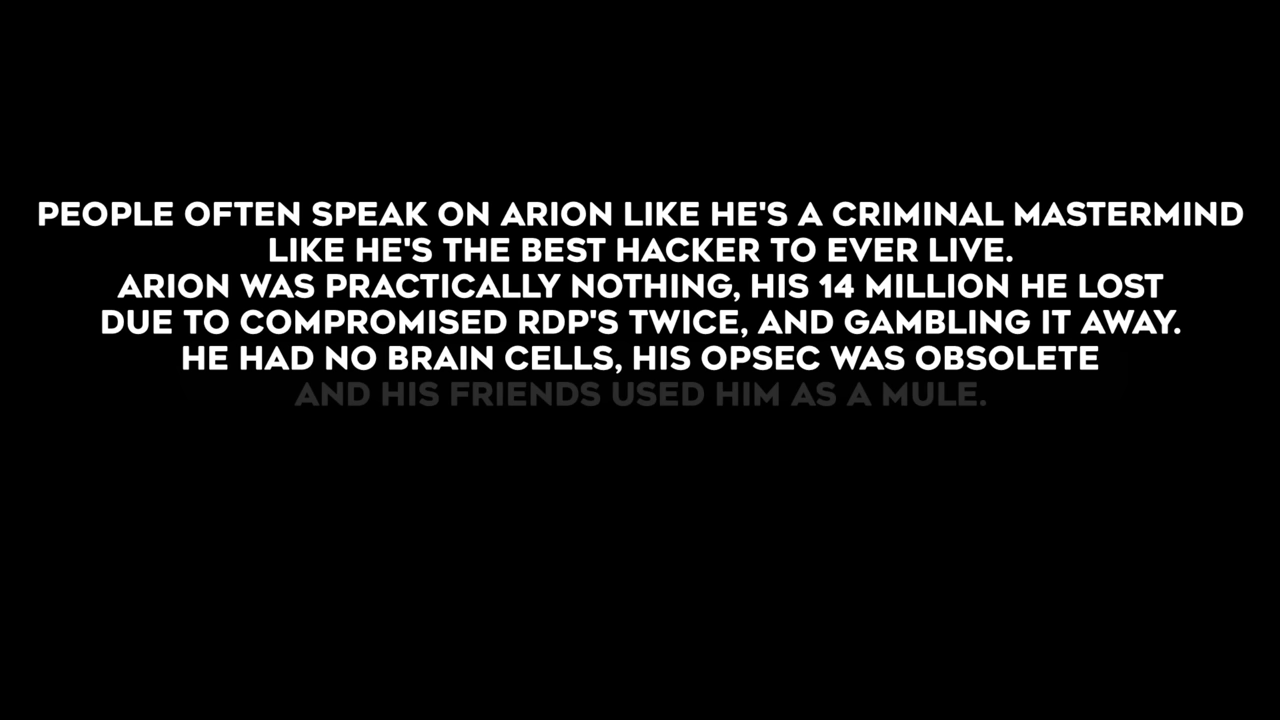 PEOPLE OFTEN SPEAK ON ARION LIKE HE'S A CRIMINAL MASTERMIND
LIKE HE'S THE BEST HACKER TO EVER LIVE.
ARION WAS PRACTICALLY NOTHING, HIS 14 MILLION HE LOST
DUE TO COMPROMISED RDP'S TWICE, AND GAMBLING IT AWAY.
HE HAD NO BRAIN CELLS, HIS OPSEC WAS OBSOLETE
AND HIS FRIENDS USED HIM AS A MULE.